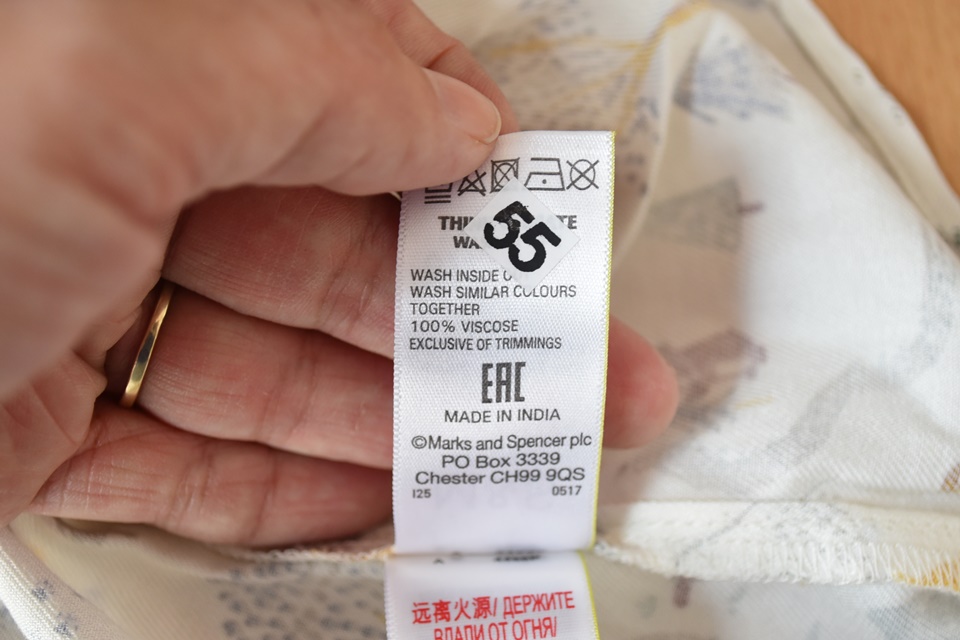 55
WASH INSIDE
WASH SIMILAR COLOURS
TOGETHER
100% VISCOSE
EXCLUSIVE OF TRIMMINGS
EAC
MADE IN INDIA
©Marks and Spencer plc
PO Box 3339
Chester CH99 9QS
I25 0517
远离火源/ ДЕРЖИТЕ
ВДАЛИ ОТ ОГНЯ/